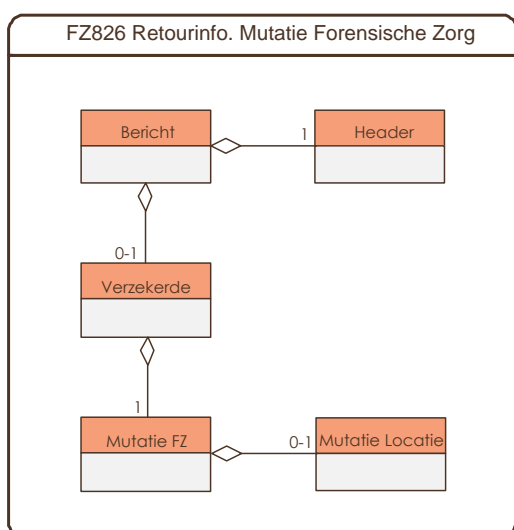 FZ826 Retourinfo. Mutatie Forensische Zorg
Bericht
1
Header
0-1
Verzekerde
1
Mutatie FZ
0-1
Mutatie Locatie